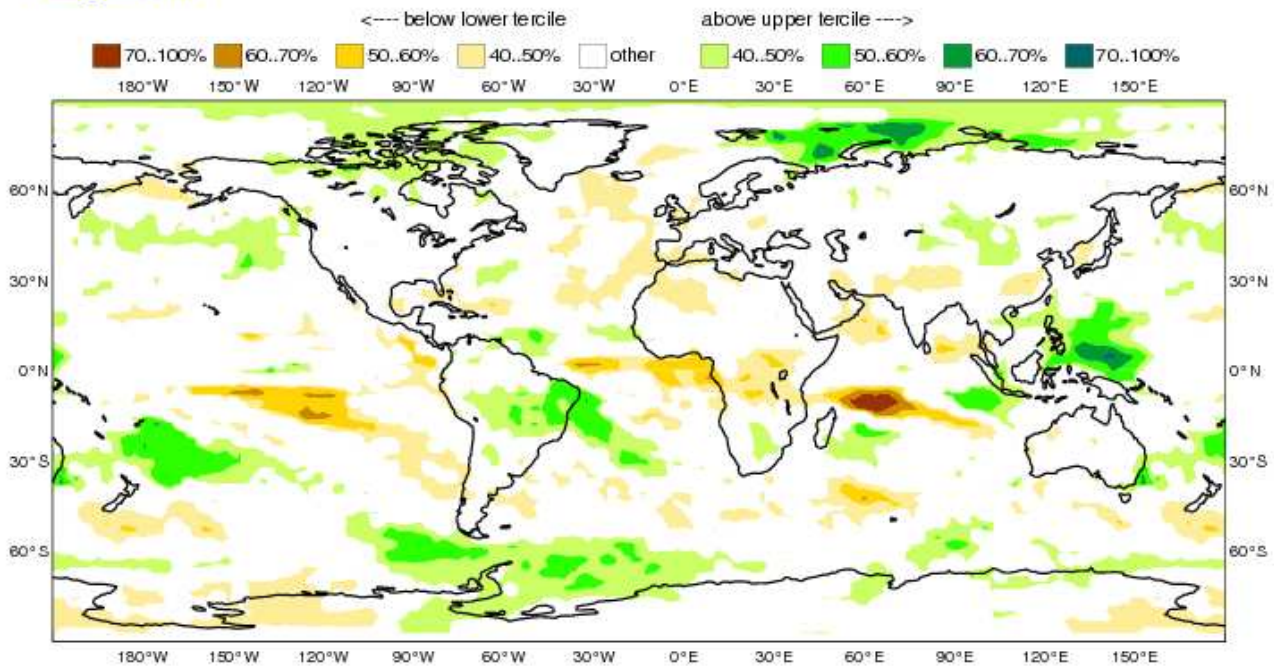 <---- below lower tercile above upper tercile ---->
70..100% 60..70% 50..60% 40..50% other 40..50% 50..60% 60..70% 70..100%
180°W 150°W 120°W 90°W 60°W 30°W 0°E 30°E 60°E 90°E 120°E 150°E
60°N 60°N
30°N 30°N
0°N 0°N
30°S 30°S
60°S 60°S
180°W 150°W 120°W 90°W 60°W 30°W 0°E 30°E 60°E 90°E 120°E 150°E